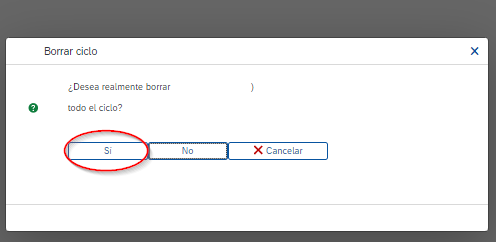 Borrar ciclo
¿Desea realmente borrar )
todo el ciclo?
Sí No Cancelar